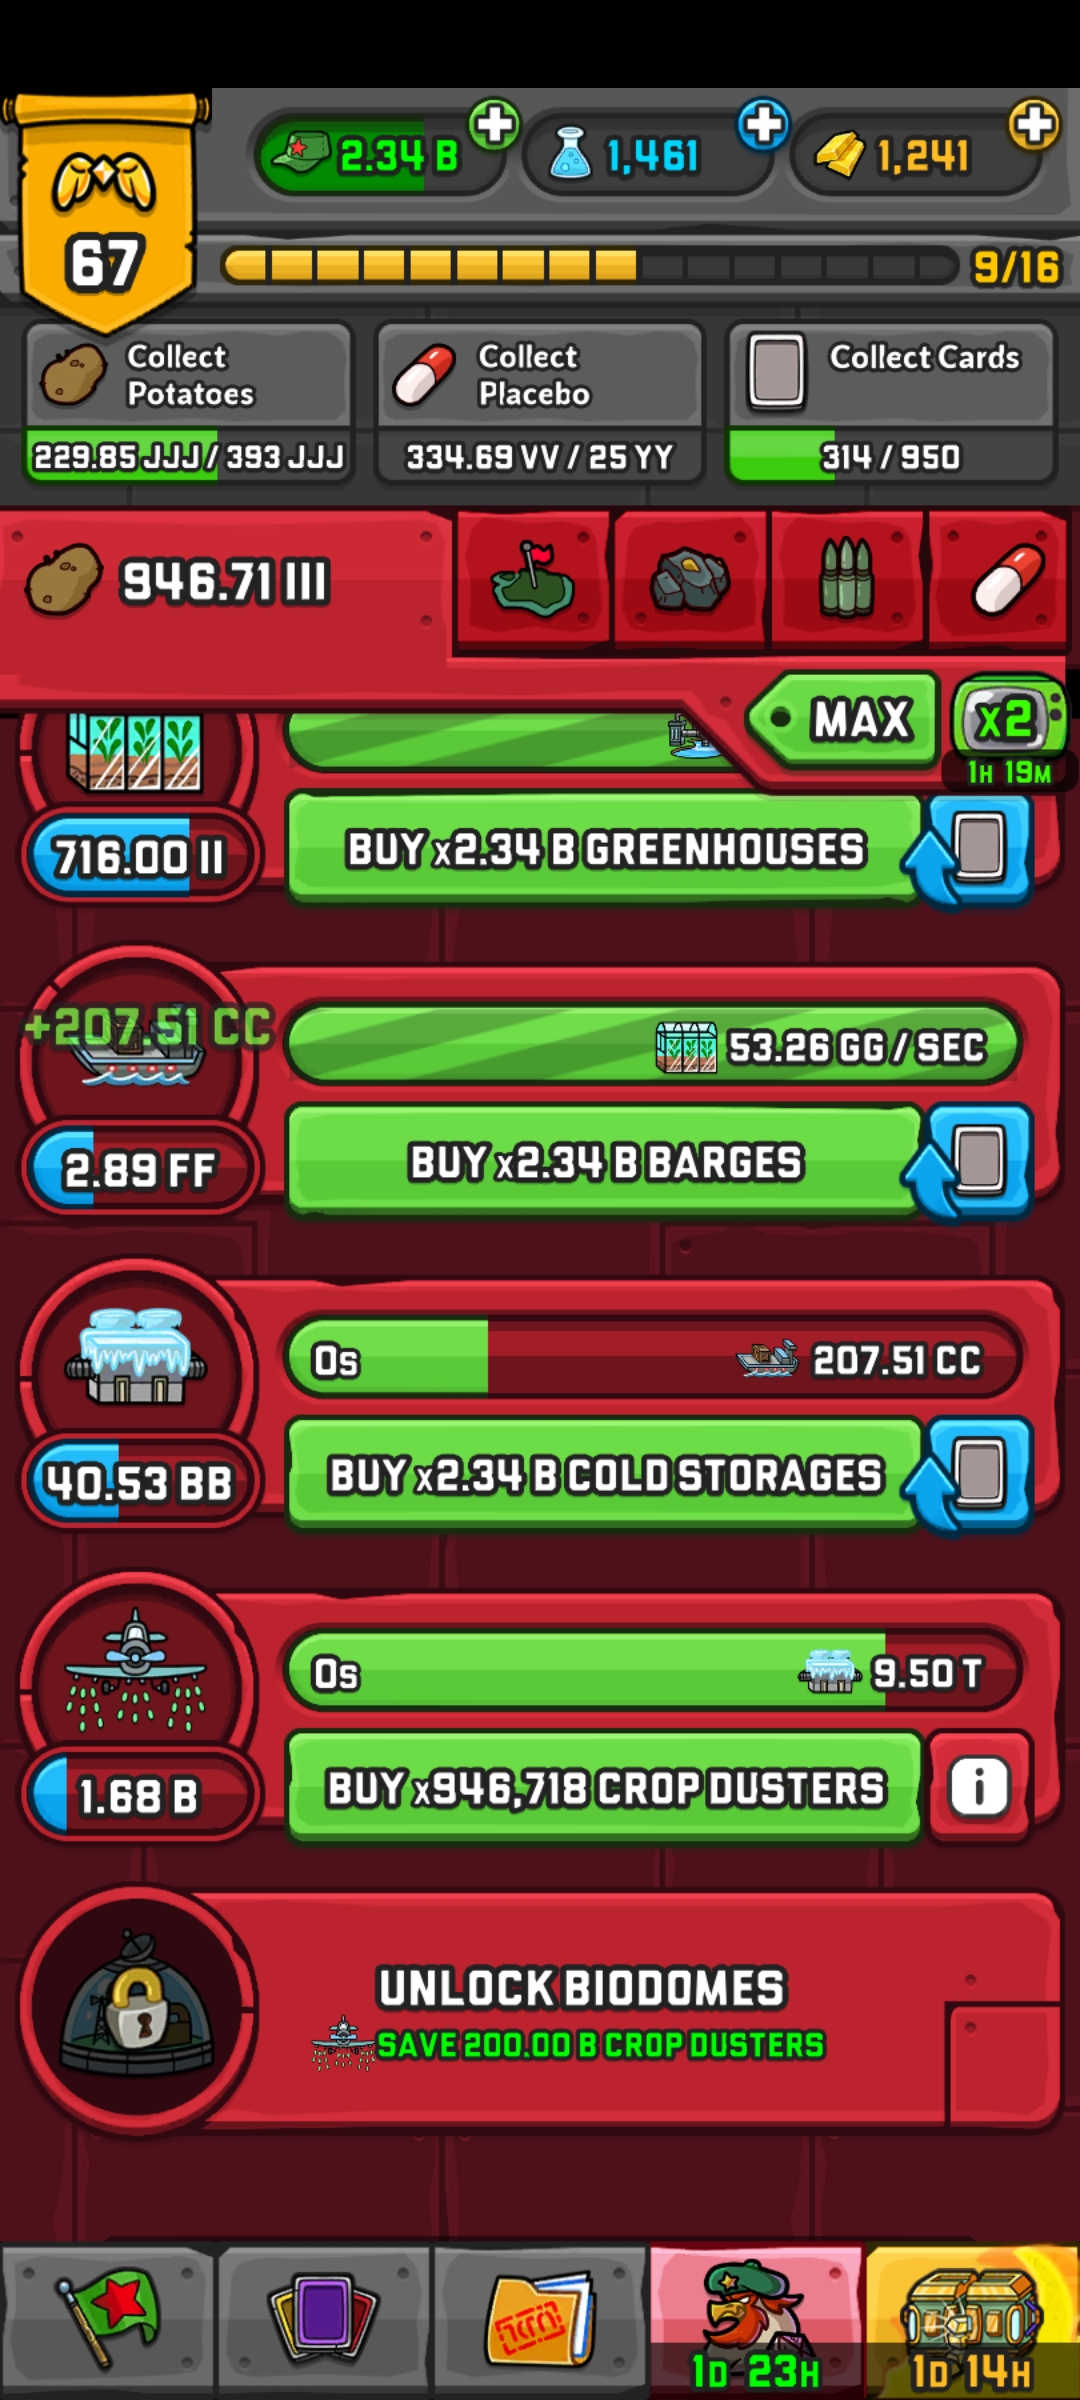 2.34 B
1,461
1,241
67
9/16
Collect
Potatoes
229.85 JJJ / 393 JJJ
Collect
Placebo
334.69 VV / 25 YY
Collect Cards
314 / 950
946.71 III
MAX
x2
1H 19M
716.00 II
BUY x2.34 B GREENHOUSES
+207.51 CC
53.26 GG / SEC
2.89 FF
BUY x2.34 B BARGES
0s
207.51 CC
40.53 BB
BUY x2.34 B COLD STORAGES
0s
9.50 T
1.68 B
BUY x946,718 CROP DUSTERS
i
UNLOCK BIODOMES
SAVE 200.00 B CROP DUSTERS
1D 23H
1D 14H